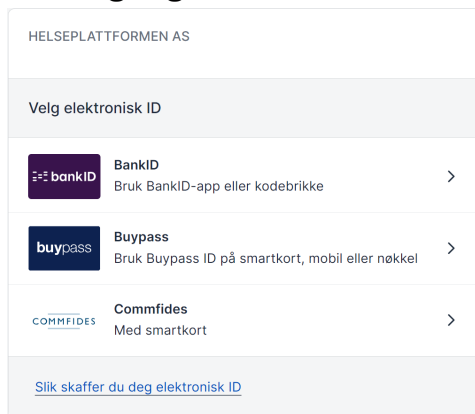 HELSEPLATTFORMEN AS
Velg elektronisk ID
bankID
BankID
Bruk BankID-app eller kodebrikke
buypass
Buypass
Bruk Buypass ID på smartkort, mobil eller nøkkel
COMMFIDES
Commfides
Med smartkort
Slik skaffer du deg elektronisk ID